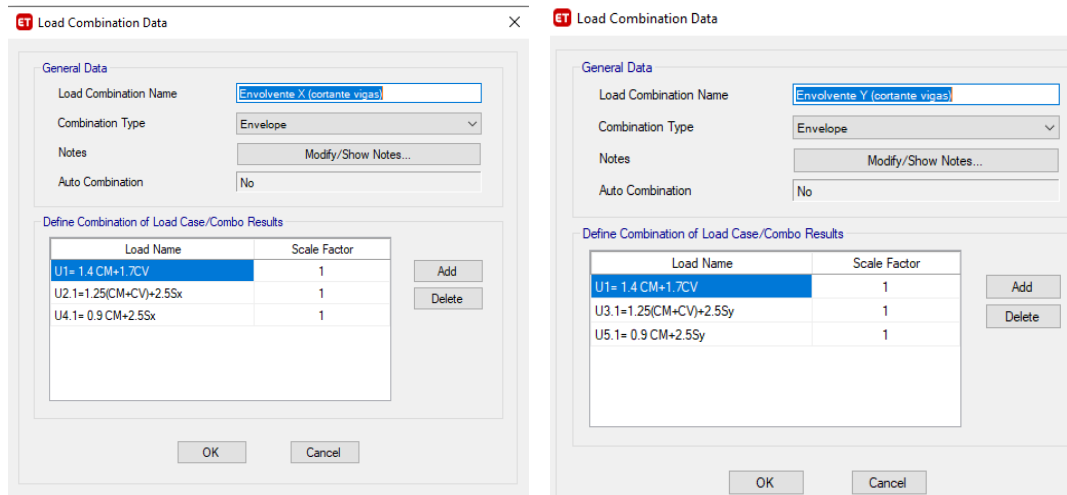 ET Load Combination Data
General Data
Load Combination Name Envolvente X (cortante vigas)
Combination Type Envelope
Notes Modify/Show Notes...
Auto Combination No
Define Combination of Load Case/Combo Results
Load Name Scale Factor
U1= 1.4 CM+1.7CV 1 Add
U2.1=1.25(CM+CV)+2.5Sx 1 Delete
U4.1= 0.9 CM+2.5Sx 1
OK Cancel
ET Load Combination Data
General Data
Load Combination Name Envolvente Y (cortante vigas)
Combination Type Envelope
Notes Modify/Show Notes...
Auto Combination No
Define Combination of Load Case/Combo Results
Load Name Scale Factor
U1= 1.4 CM+1.7CV 1 Add
U3.1=1.25(CM+CV)+2.5Sy 1 Delete
U5.1= 0.9 CM+2.5Sy 1
OK Cancel